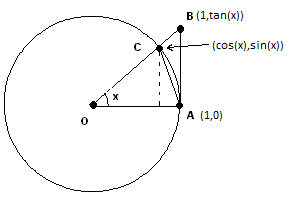 B (1,tan(x))
C
(cos(x),sin(x))
x
O
A (1,0)